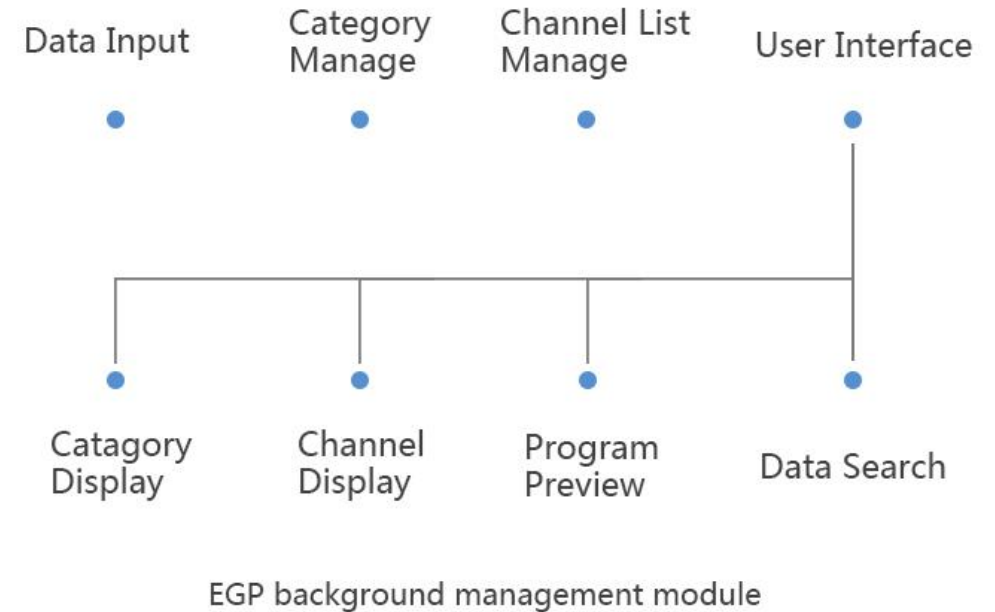 Data Input
Category
Manage
Channel List
Manage
User Interface
Catagory
Display
Channel
Display
Program
Preview
Data Search
EGP background management module